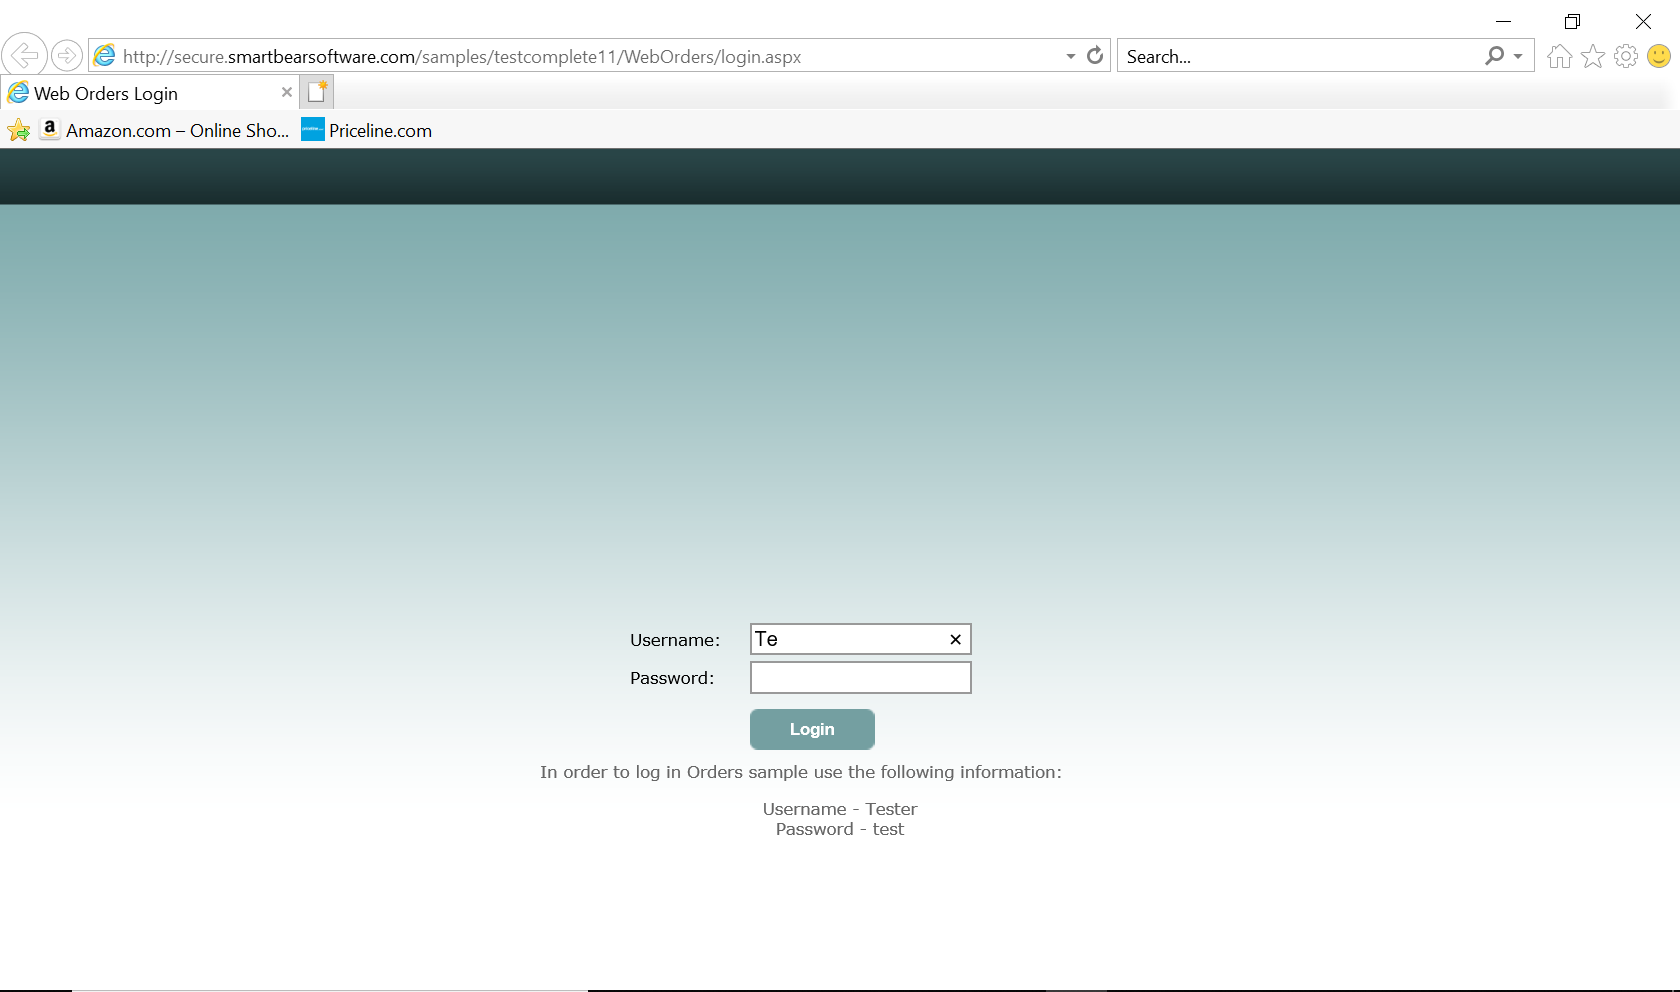 http://secure.smartbearsoftware.com/samples/testcomplete11/WebOrders/login.aspx
Search...
Web Orders Login
a Amazon.com – Online Sho...
Priceline.com
Username: Te
Password:
Login
In order to log in Orders sample use the following information:
Username - Tester
Password - test